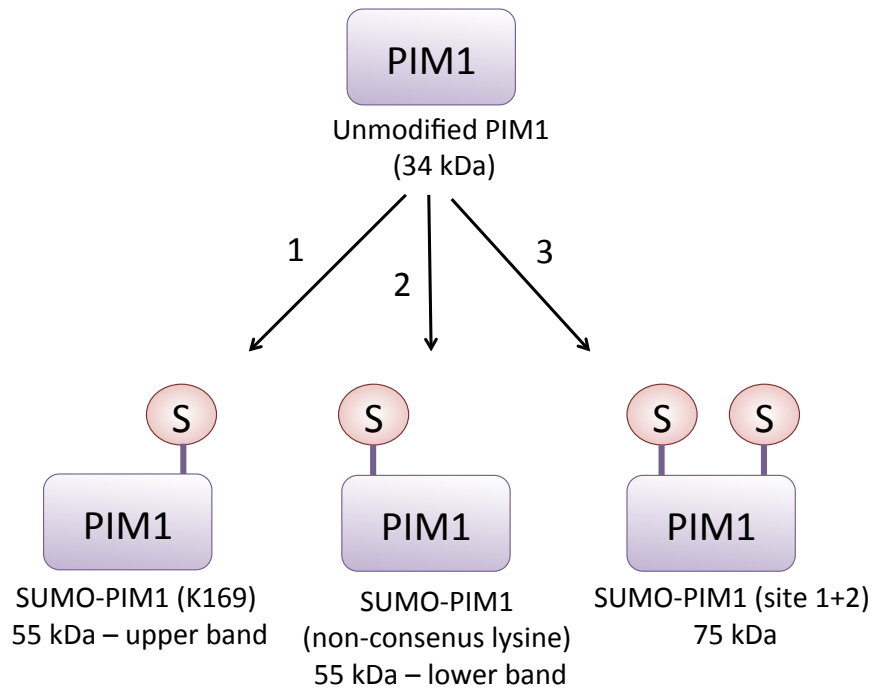 PIM1
Unmodified PIM1
(34 kDa)
1
2
3
S
S
S
S
PIM1
PIM1
PIM1
SUMO-PIM1 (K169)
55 kDa – upper band
SUMO-PIM1
(non-consenus lysine)
55 kDa – lower band
SUMO-PIM1 (site 1+2)
75 kDa